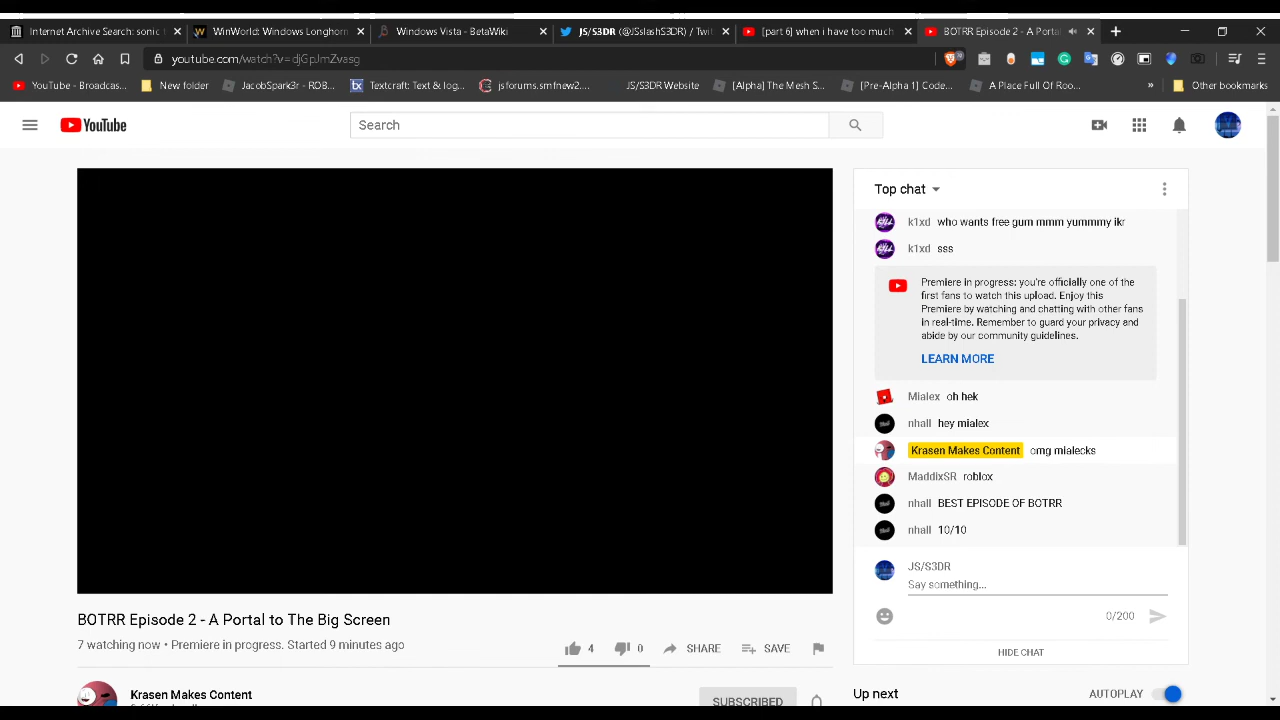 Internet Archive Search: sonic
WinWorld: Windows Longhorn
Windows Vista - BetaWiki
JS/S3DR (@JSslashS3DR) / Twit
[part 6] when i have too much
BOTRR Episode 2 - A Portal
youtube.com/watch?v=djGpJmZvasg
YouTube - Broadcas...
New folder
JacobSpark3r - ROB...
Textcraft: Text & log...
jsforums.smfnew2....
JS/S3DR Website
[Alpha] The Mesh S...
[Pre-Alpha 1] Code...
A Place Full Of Roo...
»
Other bookmarks
YouTube
Search
Top chat
k1xd who wants free gum mmm yummmy ikr
k1xd sss
Premiere in progress: you're officially one of the
first fans to watch this upload. Enjoy this
Premiere by watching and chatting with other fans
in real-time. Remember to guard your privacy and
abide by our community guidelines.
LEARN MORE
Mialex oh hek
nhall hey mialex
Krasen Makes Content omg mialecks
MaddixSR roblox
nhall BEST EPISODE OF BOTRR
nhall 10/10
JS/S3DR
Say something...
0/200
HIDE CHAT
BOTRR Episode 2 - A Portal to The Big Screen
7 watching now • Premiere in progress. Started 9 minutes ago
4
0
SHARE
SAVE
Krasen Makes Content
SUBSCRIBED
Up next
AUTOPLAY